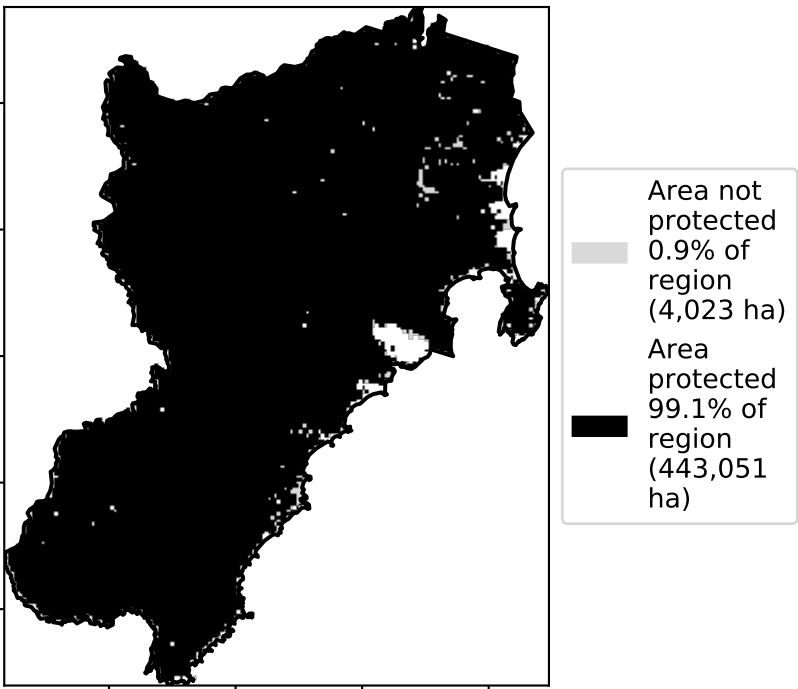 Area not
protected
0.9% of
region
(4,023 ha)
Area
protected
99.1% of
region
(443,051
ha)